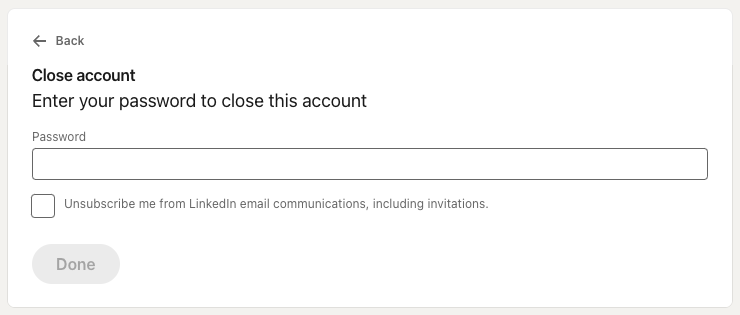 Back
Close account
Enter your password to close this account
Password
Unsubscribe me from LinkedIn email communications, including invitations.
Done